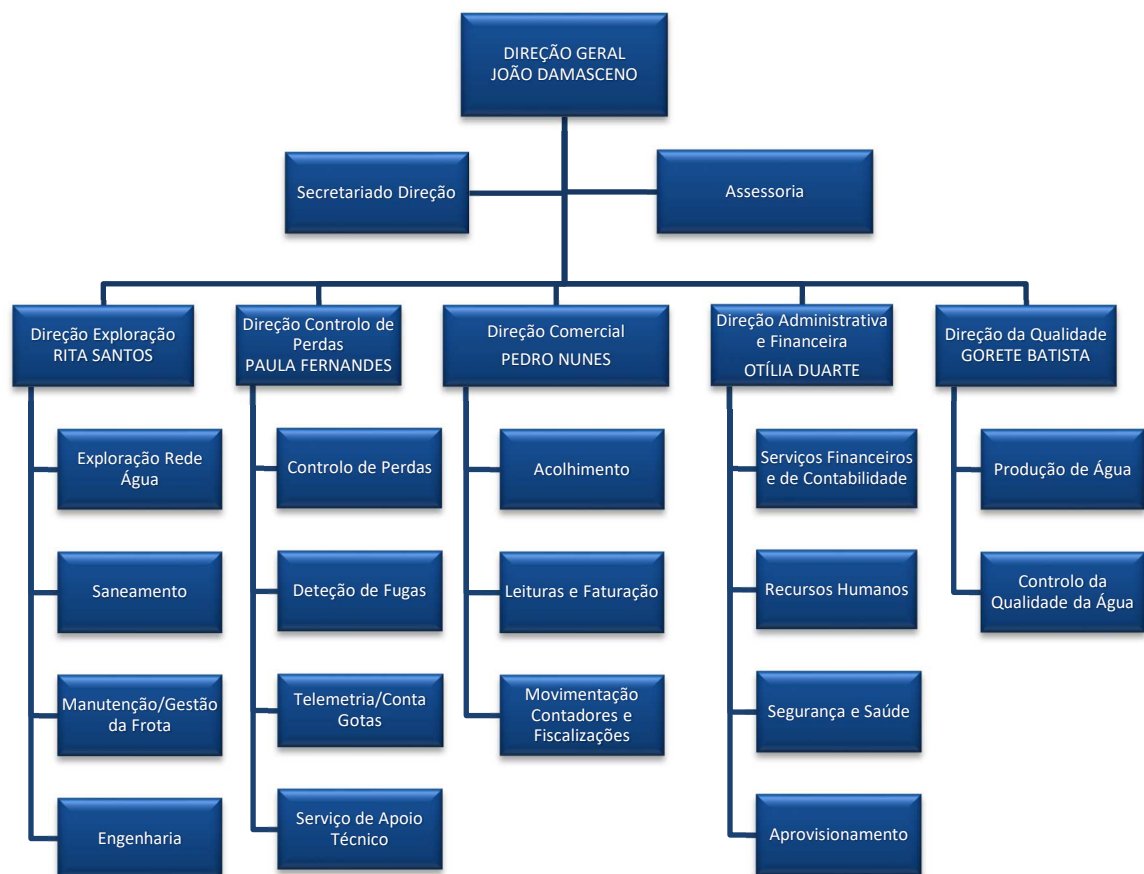 DIREÇÃO GERAL
JOÃO DAMASCENO
Secretariado Direção
Assessoria
Direção Exploração
RITA SANTOS
Direção Controlo de
Perdas
PAULA FERNANDES
Direção Comercial
PEDRO NUNES
Direção Administrativa
e Financeira
OTÍLIA DUARTE
Direção da Qualidade
GORETE BATISTA
Exploração Rede
Água
Controlo de Perdas
Acolhimento
Serviços Financeiros
e de Contabilidade
Produção de Água
Saneamento
Deteção de Fugas
Leituras e Faturação
Recursos Humanos
Controlo da
Qualidade da Água
Manutenção/Gestão
da Frota
Telemetria/Conta
Gotas
Movimentação
Contadores e
Fiscalizações
Segurança e Saúde
Engenharia
Serviço de Apoio
Técnico
Aprovisionamento